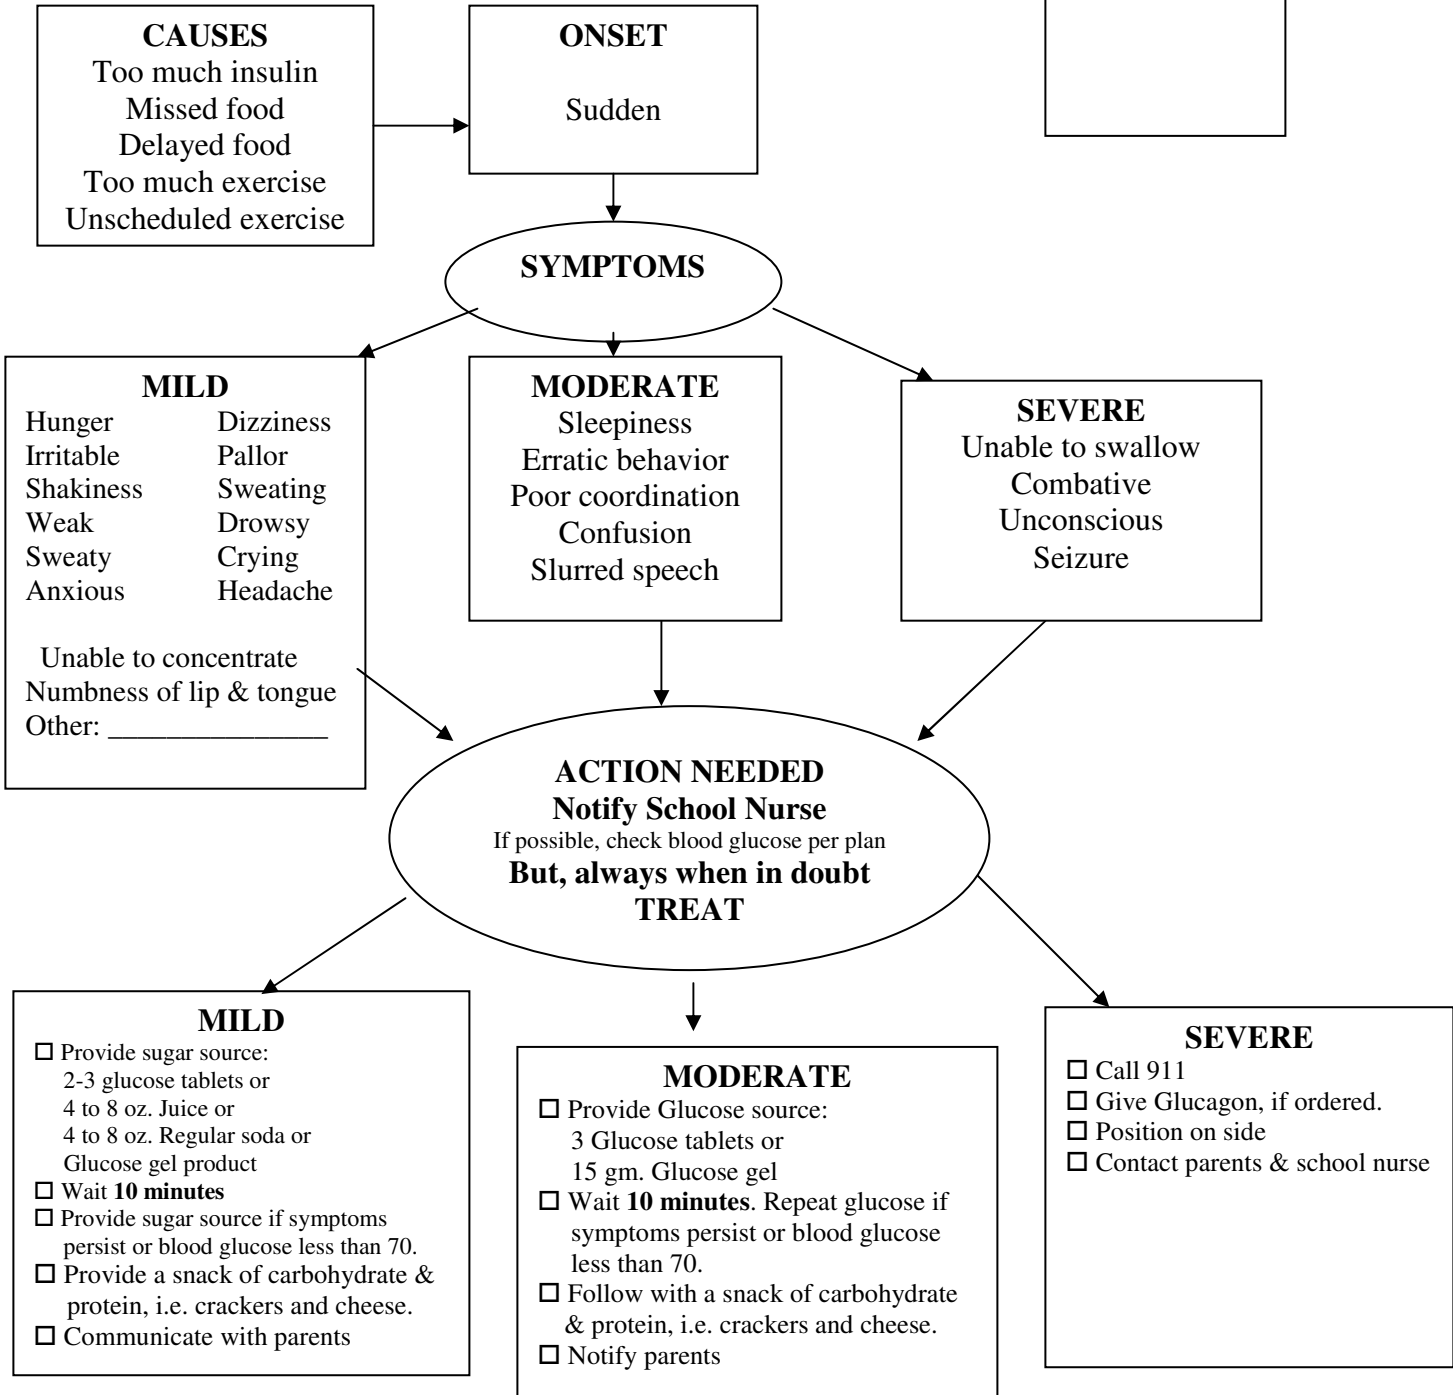 CAUSES
Too much insulin
Missed food
Delayed food
Too much exercise
Unscheduled exercise
ONSET
Sudden
SYMPTOMS
MILD
Hunger Dizziness
Irritable Pallor
Shakiness Sweating
Weak Drowsy
Sweaty Crying
Anxious Headache
Unable to concentrate
Numbness of lip & tongue
Other: _______________
MODERATE
Sleepiness
Erratic behavior
Poor coordination
Confusion
Slurred speech
SEVERE
Unable to swallow
Combative
Unconscious
Seizure
ACTION NEEDED
Notify School Nurse
If possible, check blood glucose per plan
But, always when in doubt
TREAT
MILD
☐ Provide sugar source:
2-3 glucose tablets or
4 to 8 oz. Juice or
4 to 8 oz. Regular soda or
Glucose gel product
☐ Wait 10 minutes
☐ Provide sugar source if symptoms
persist or blood glucose less than 70.
☐ Provide a snack of carbohydrate &
protein, i.e. crackers and cheese.
☐ Communicate with parents
MODERATE
☐ Provide Glucose source:
3 Glucose tablets or
15 gm. Glucose gel
☐ Wait 10 minutes. Repeat glucose if
symptoms persist or blood glucose
less than 70.
☐ Follow with a snack of carbohydrate
& protein, i.e. crackers and cheese.
☐ Notify parents
SEVERE
☐ Call 911
☐ Give Glucagon, if ordered.
☐ Position on side
☐ Contact parents & school nurse